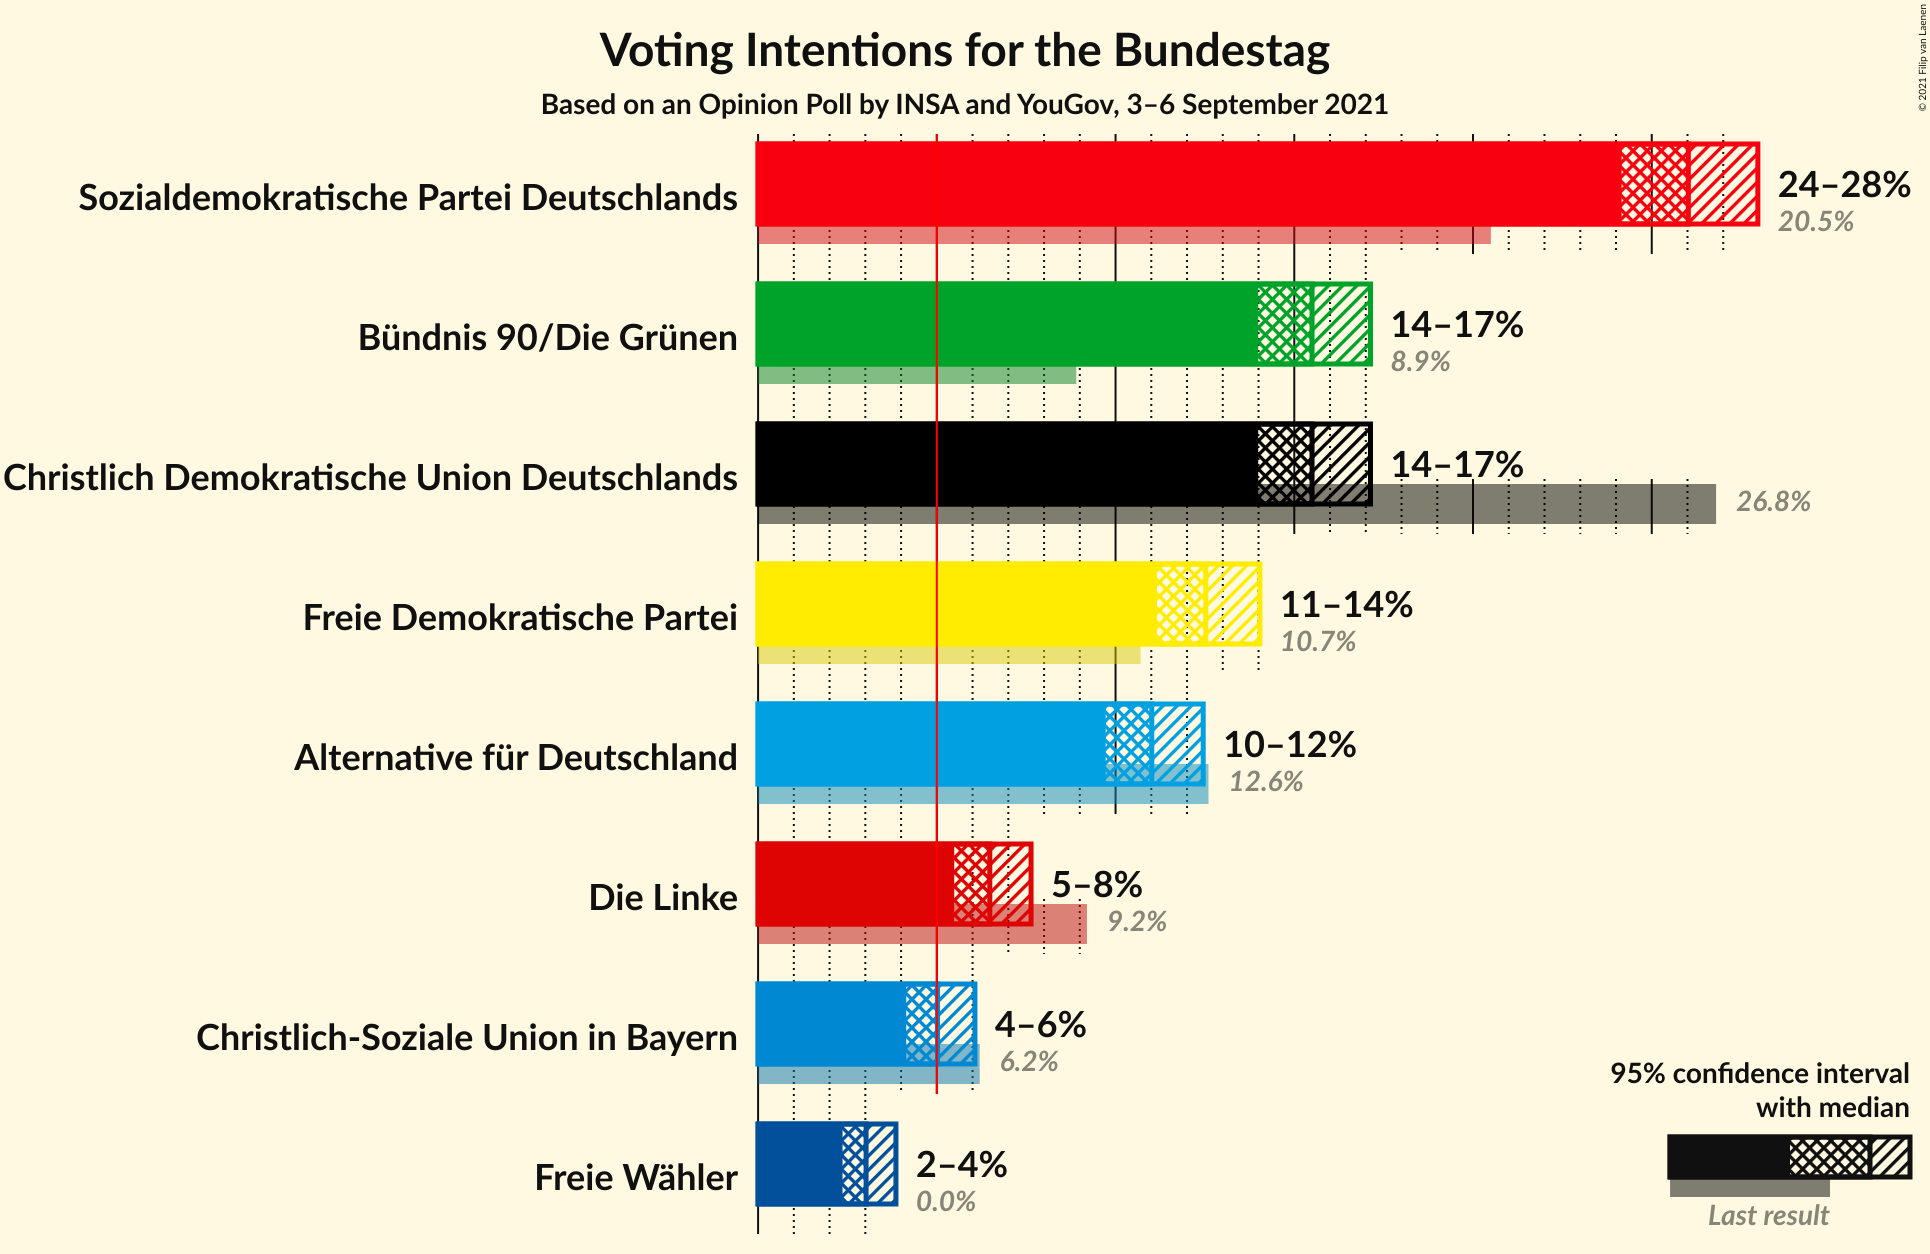 Voting Intentions for the Bundestag
Based on an Opinion Poll by INSA and YouGov, 3–6 September 2021
© 2021 Filip van Laenen
Sozialdemokratische Partei Deutschlands
24–28%
20.5%
Bündnis 90/Die Grünen
14–17%
8.9%
Christlich Demokratische Union Deutschlands
14–17%
26.8%
Freie Demokratische Partei
11–14%
10.7%
Alternative für Deutschland
10–12%
12.6%
Die Linke
5–8%
9.2%
Christlich-Soziale Union in Bayern
4–6%
6.2%
Freie Wähler
2–4%
0.0%
95% confidence interval
with median
Last result